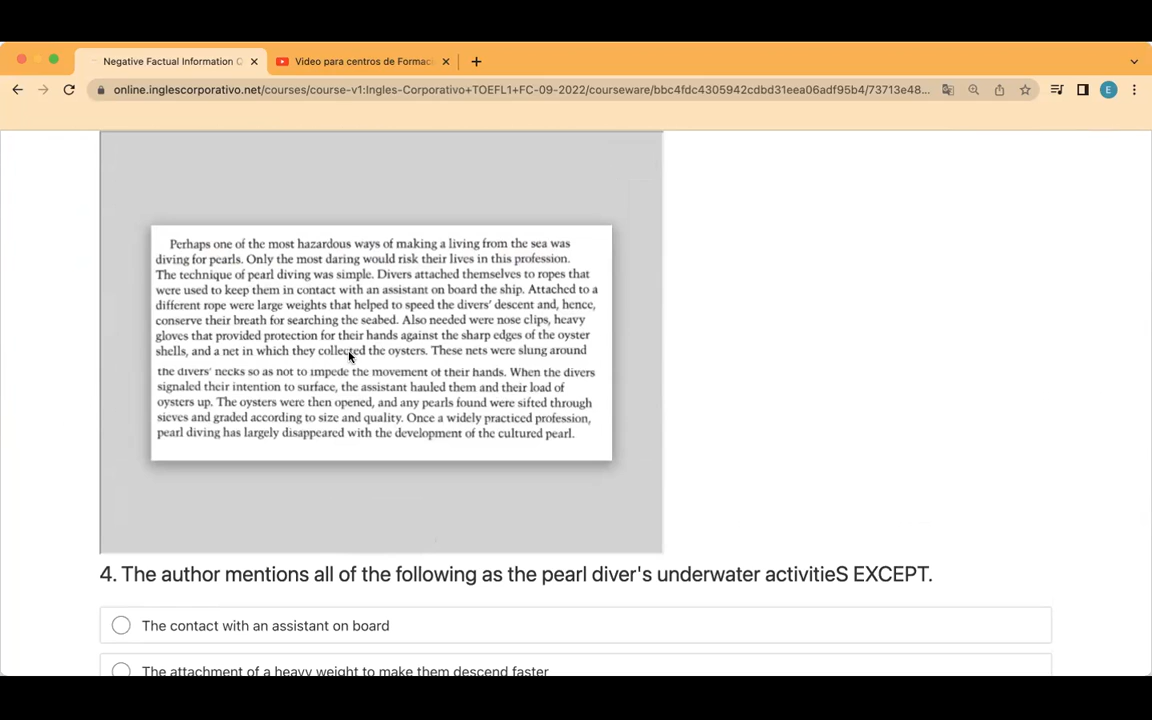 Negative Factual Information Q
Video para centros de Formac
online.inglescorporativo.net/courses/course-v1:Ingles-Corporativo+TOEFL1+FC-09-2022/courseware/bbc4fdc4305942cdbd31eea06adf95b4/73713e48...
E
Perhaps one of the most hazardous ways of making a living from the sea was
diving for pearls. Only the most daring would risk their lives in this profession.
The technique of pearl diving was simple. Divers attached themselves to ropes that
were used to keep them in contact with an assistant on board the ship. Attached to a
different rope were large weights that helped to speed the divers' descent and, hence,
conserve their breath for searching the seabed. Also needed were nose clips, heavy
gloves that provided protection for their hands against the sharp edges of the oyster
shells, and a net in which they collected the oysters. These nets were slung around
the divers' necks so as not to impede the movement of their hands. When the divers
signaled their intention to surface, the assistant hauled them and their load of
oysters up. The oysters were then opened, and any pearls found were sifted through
sieves and graded according to size and quality. Once a widely practiced profession,
pearl diving has largely disappeared with the development of the cultured pearl.
4. The author mentions all of the following as the pearl diver's underwater activitieS EXCEPT.
The contact with an assistant on board
The attachment of a heavy weight to make them descend faster